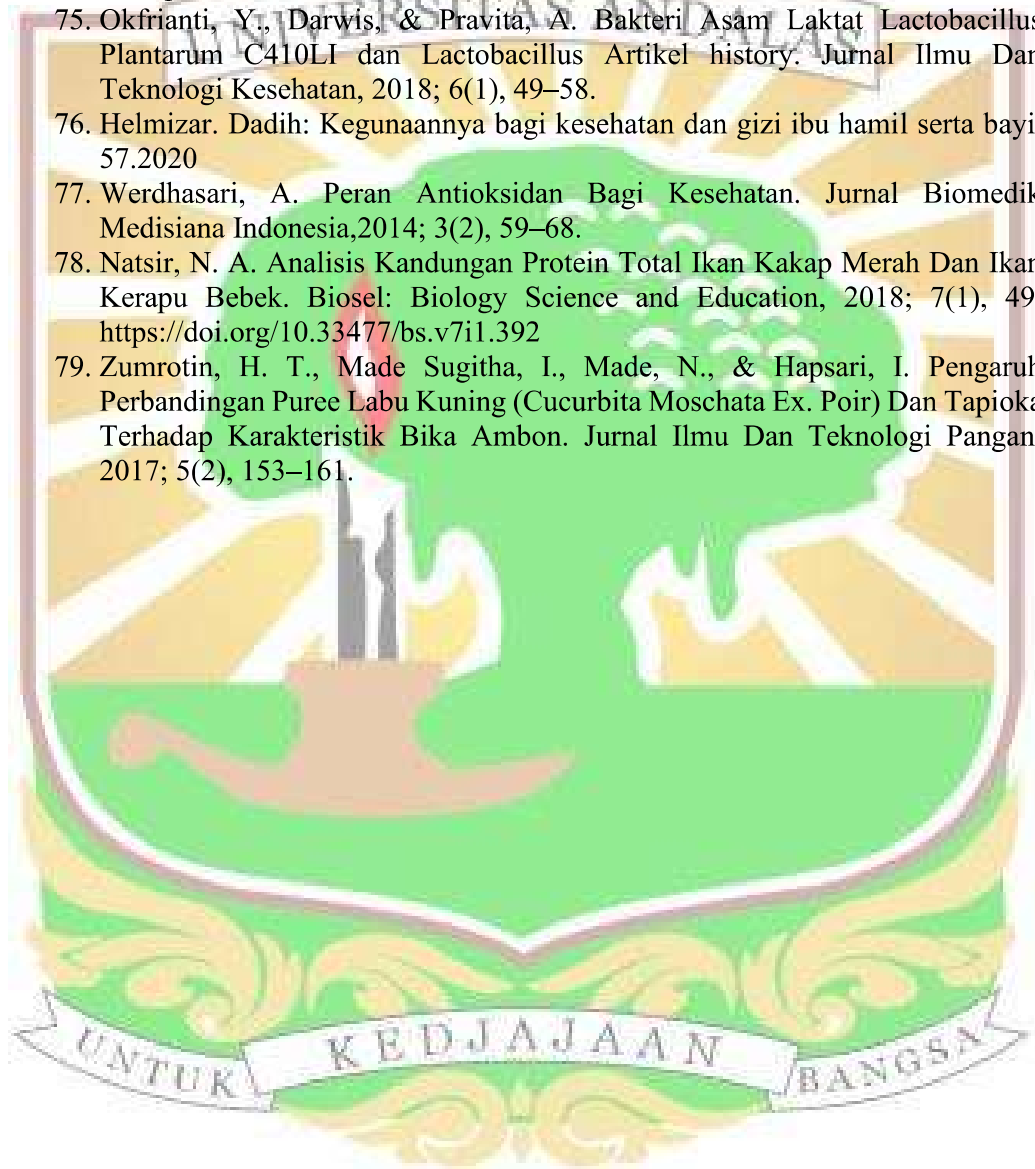 UNIVERSITAS ANDALAS
75. Okfrianti, Y., Darwis, & Pravita, A. Bakteri Asam Laktat Lactobacillus
Plantarum C410LI dan Lactobacillus Artikel history. Jurnal Ilmu Dan
Teknologi Kesehatan, 2018; 6(1), 49–58.
76. Helmizar. Dadih: Kegunaannya bagi kesehatan dan gizi ibu hamil serta bayi
57.2020
77. Werdhasari, A. Peran Antioksidan Bagi Kesehatan. Jurnal Biomedik
Medisiana Indonesia,2014; 3(2), 59–68.
78. Natsir, N. A. Analisis Kandungan Protein Total Ikan Kakap Merah Dan Ikan
Kerapu Bebek. Biosel: Biology Science and Education, 2018; 7(1), 49
https://doi.org/10.33477/bs.v7i1.392
79. Zumrotin, H. T., Made Sugitha, I., Made, N., & Hapsari, I. Pengaruh
Perbandingan Puree Labu Kuning (Cucurbita Moschata Ex. Poir) Dan Tapioka
Terhadap Karakteristik Bika Ambon. Jurnal Ilmu Dan Teknologi Pangan
2017; 5(2), 153–161.
UNTUK KEDJAJAAN BANGSA